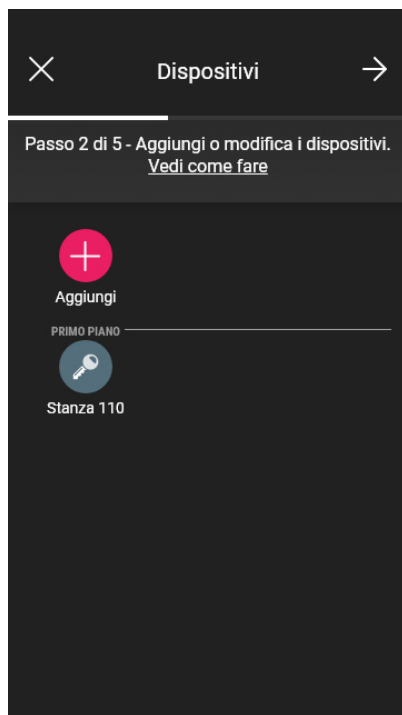 Dispositivi
Passo 2 di 5 - Aggiungi o modifica i dispositivi.
Vedi come fare
Aggiungi
PRIMO PIANO
Stanza 110